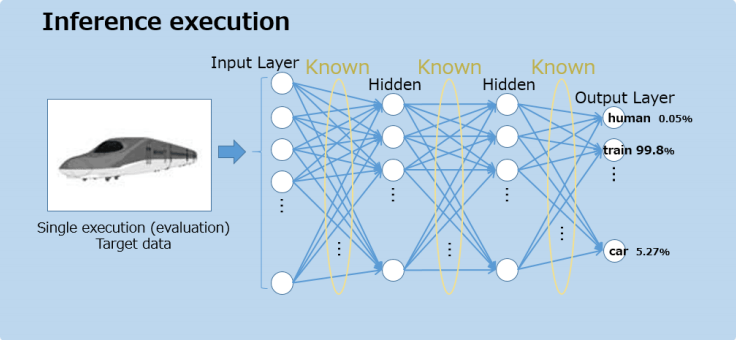 Inference execution
Input Layer
Known
Known
Known
Hidden
Hidden
Output Layer
human 0.05%
train 99.8%
car 5.27%
Single execution (evaluation)
Target data